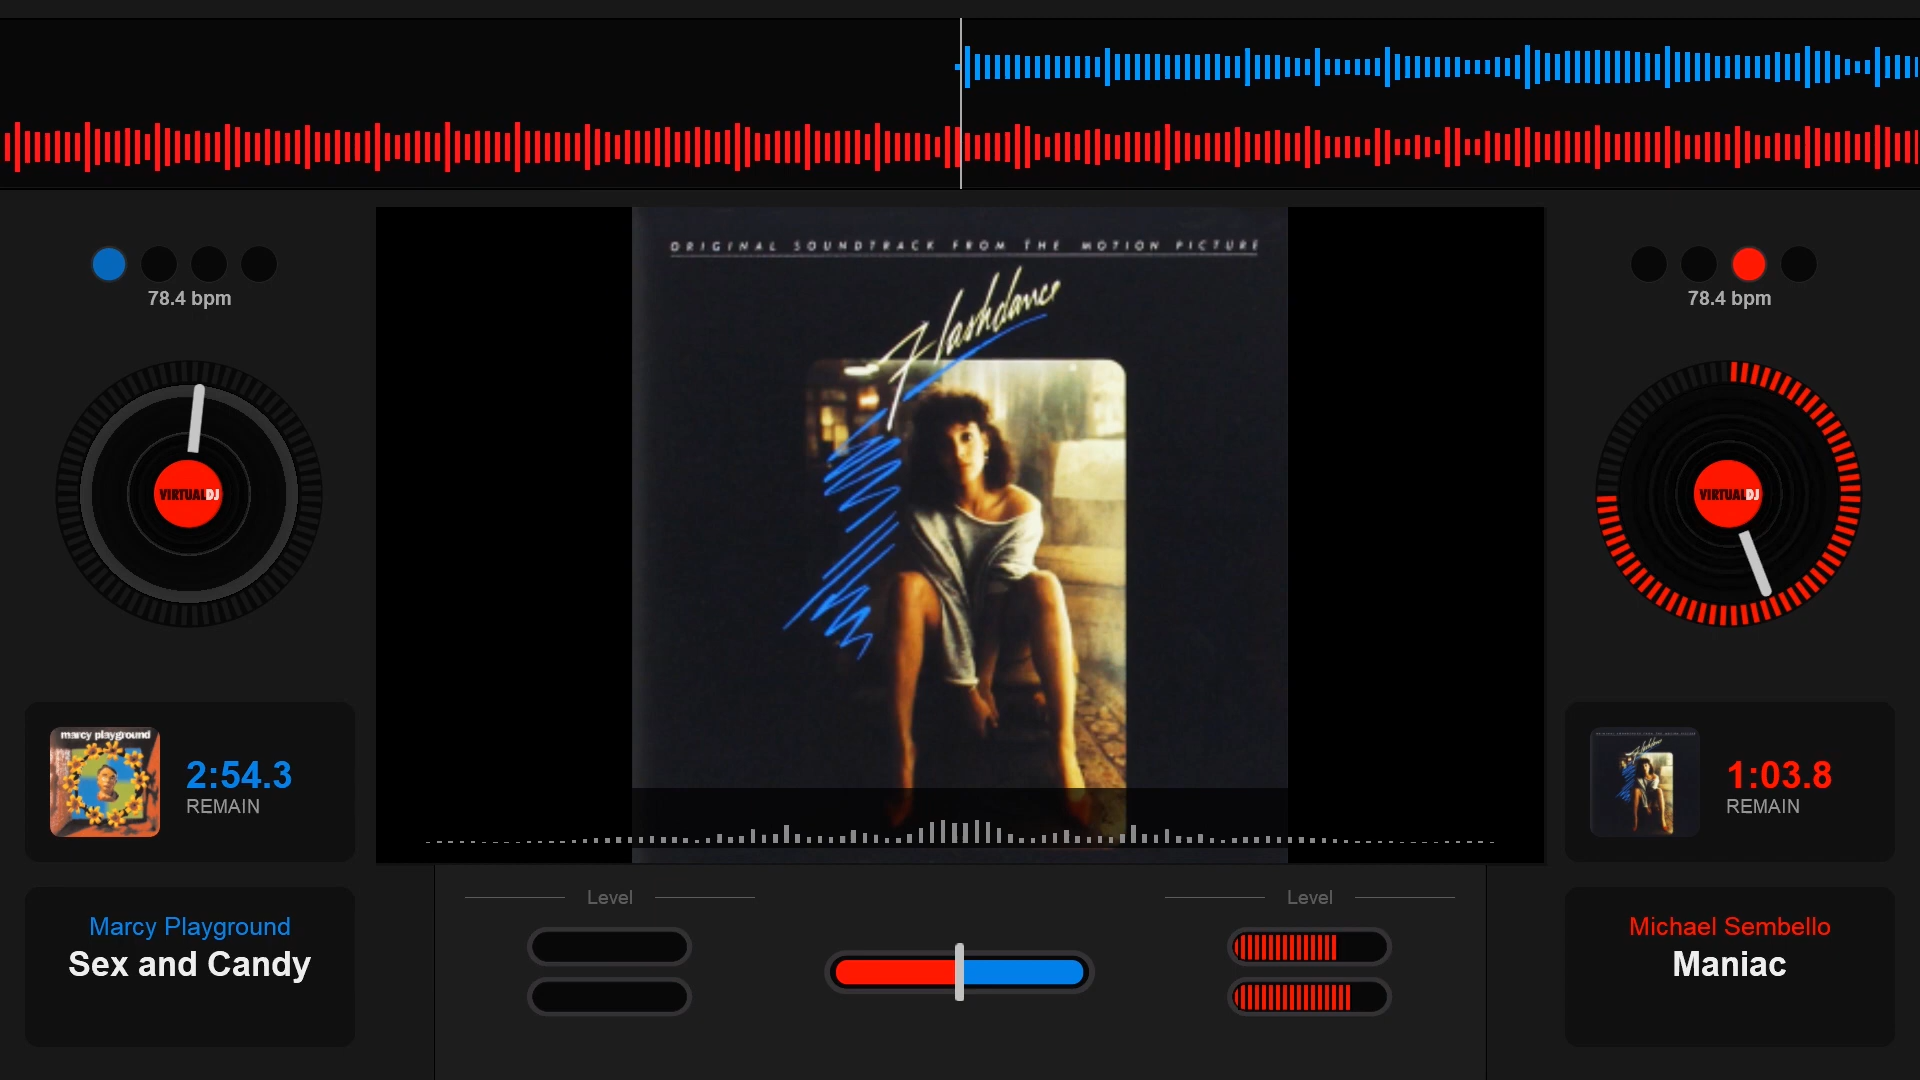 ORIGINAL SOUNDTRACK FROM THE MOTION PICTURE
Flashdance
78.4 bpm
78.4 bpm
VIRTUALDJ
VIRTUALDJ
marcy playground
2:54.3
REMAIN
Flashdance
1:03.8
REMAIN
Level
Level
Marcy Playground
Sex and Candy
Michael Sembello
Maniac